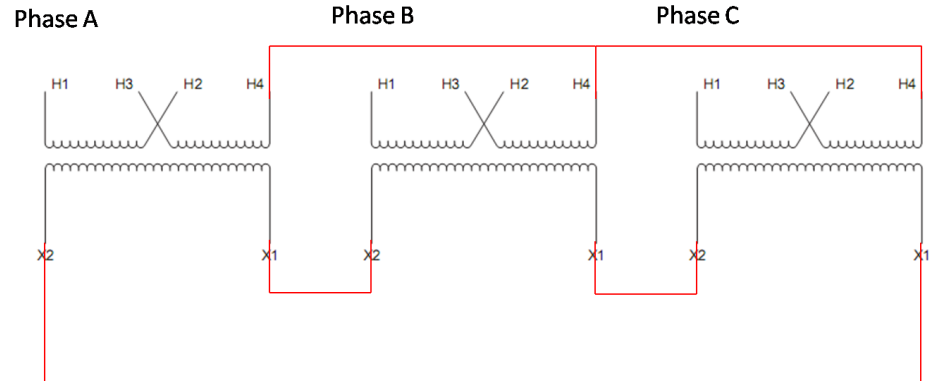 Phase A
Phase B
Phase C
H1 H3 H2 H4 H1 H3 H2 H4 H1 H3 H2 H4
X2 X1 X2 X1 X2 X1